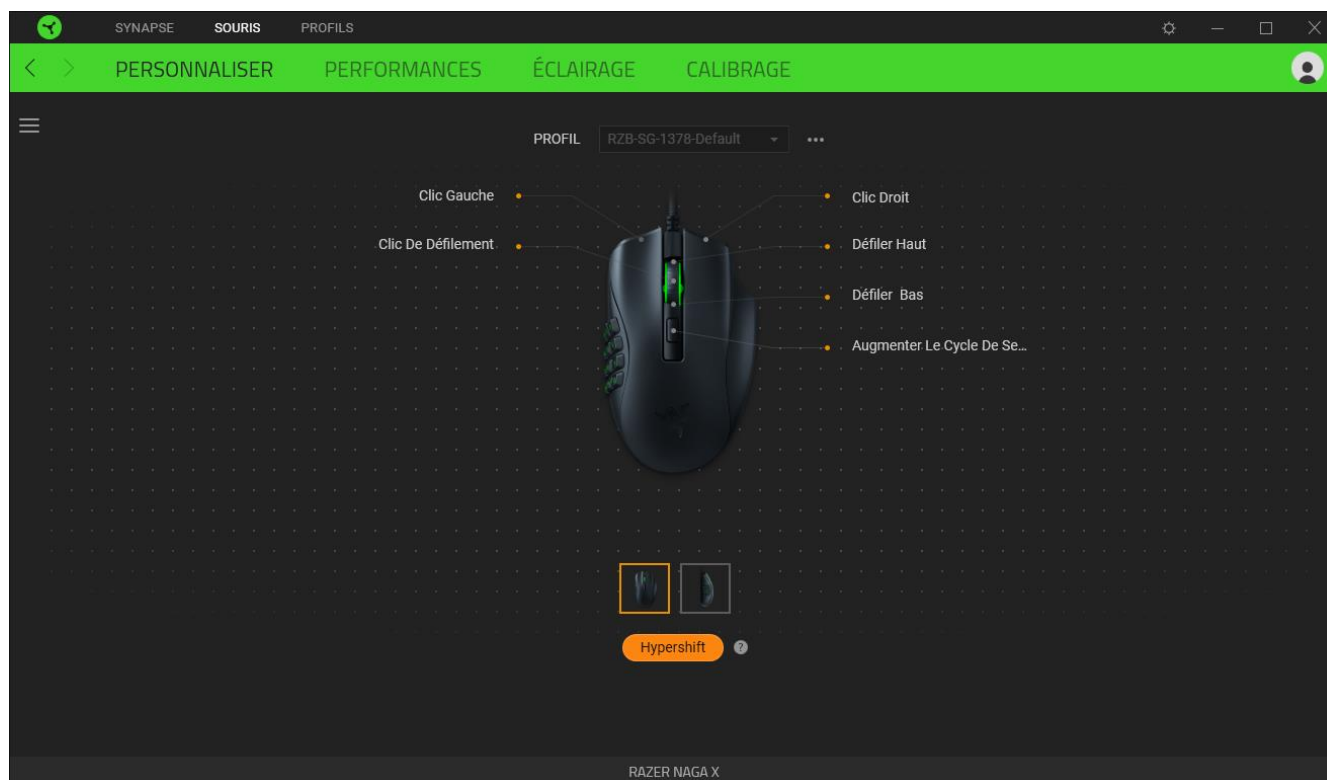 SYNAPSE SOURIS PROFILS
PERSONNALISER PERFORMANCES ÉCLAIRAGE CALIBRAGE
PROFIL RZB-SG-1378-Default
Clic Gauche
Clic Droit
Clic De Défilement
Défiler Haut
Défiler Bas
Augmenter Le Cycle De Se...
Hypershift ?
RAZER NAGA X